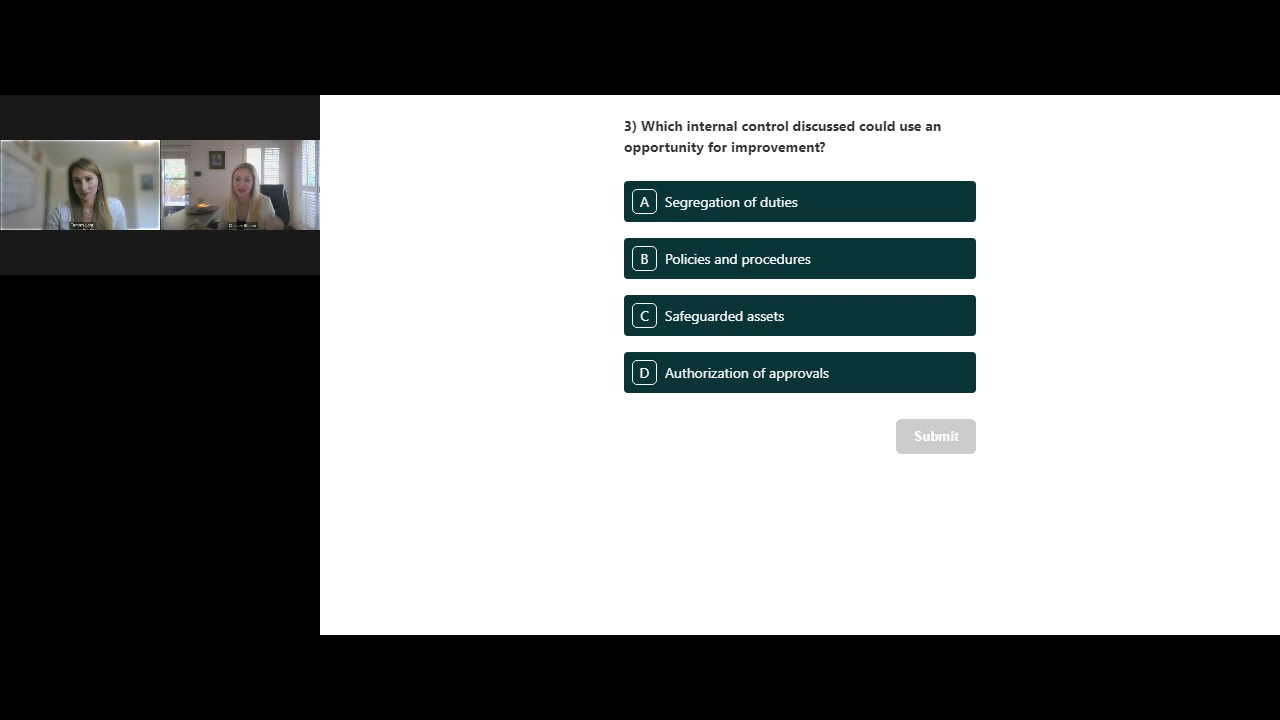 3) Which internal control discussed could use an
opportunity for improvement?
A Segregation of duties
B Policies and procedures
C Safeguarded assets
D Authorization of approvals
Submit